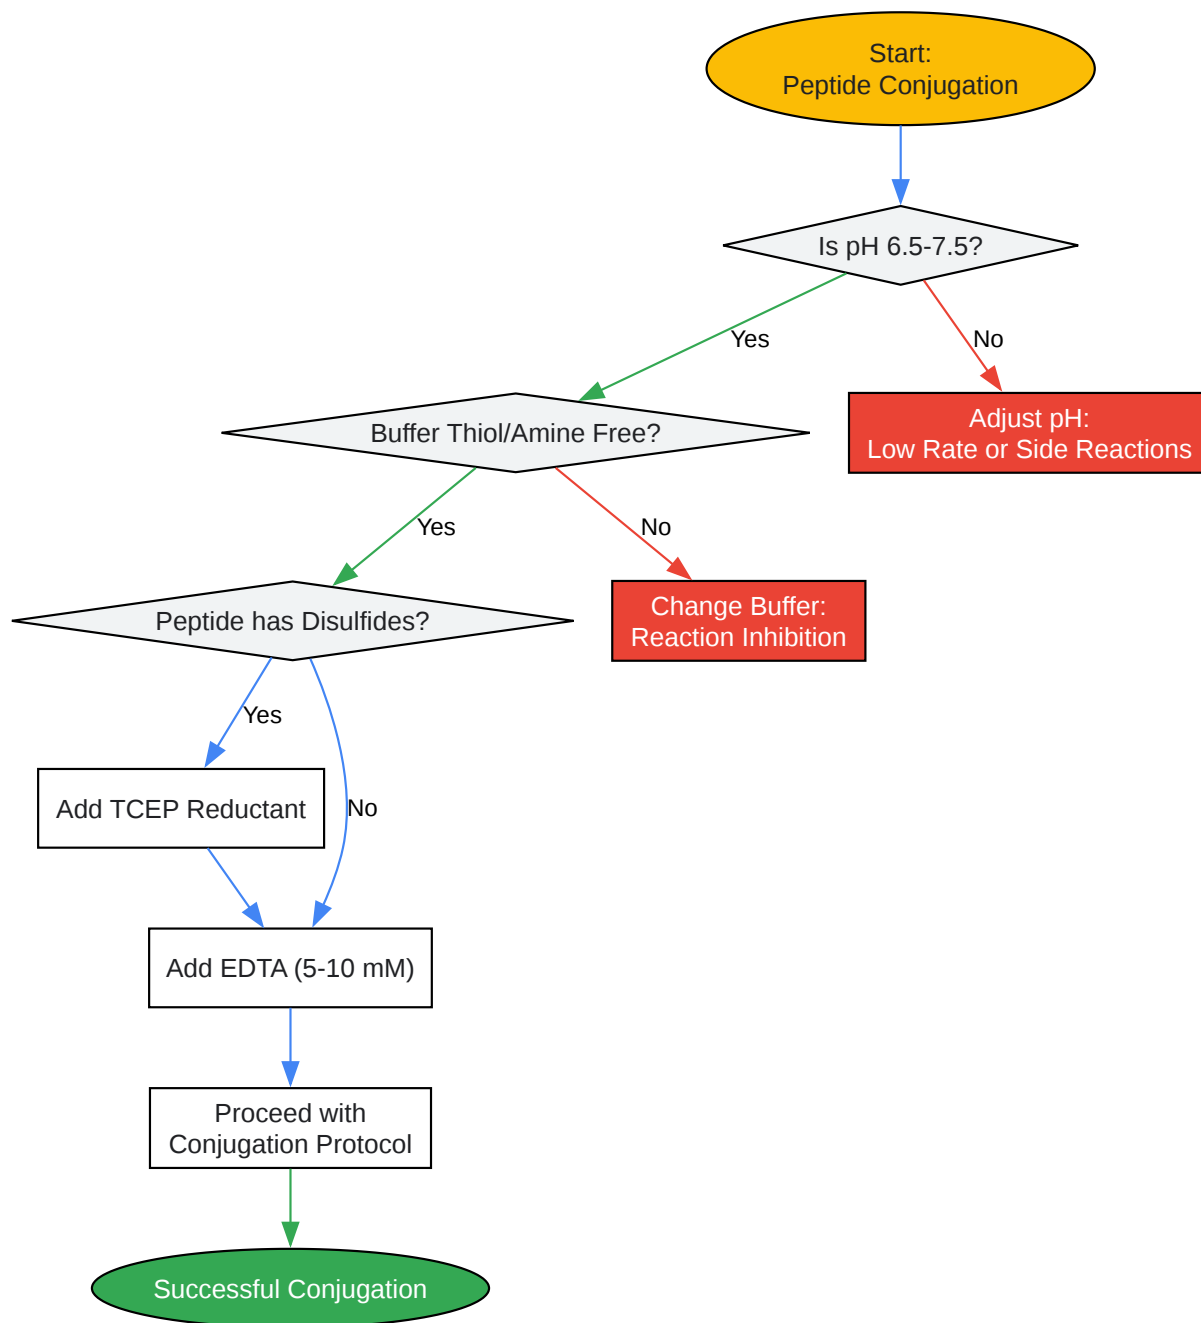 Start:
Peptide Conjugation
Is pH 6.5-7.5?
Yes
No
Buffer Thiol/Amine Free?
Adjust pH:
Low Rate or Side Reactions
Yes
No
Peptide has Disulfides?
Change Buffer:
Reaction Inhibition
Yes
Add TCEP Reductant
No
Add EDTA (5-10 mM)
Proceed with
Conjugation Protocol
Successful Conjugation